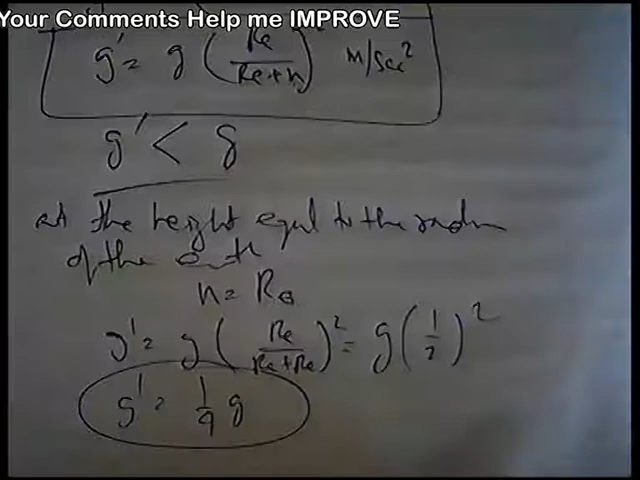 Your Comments Help me IMPROVE
g' = g (Re/Re+h)² M/Sec²
g' < g
at the height equal to the radius
of the earth
h = Re
g' = g (Re/Re+Re)² = g (1/2)²
g' = 1/4 g